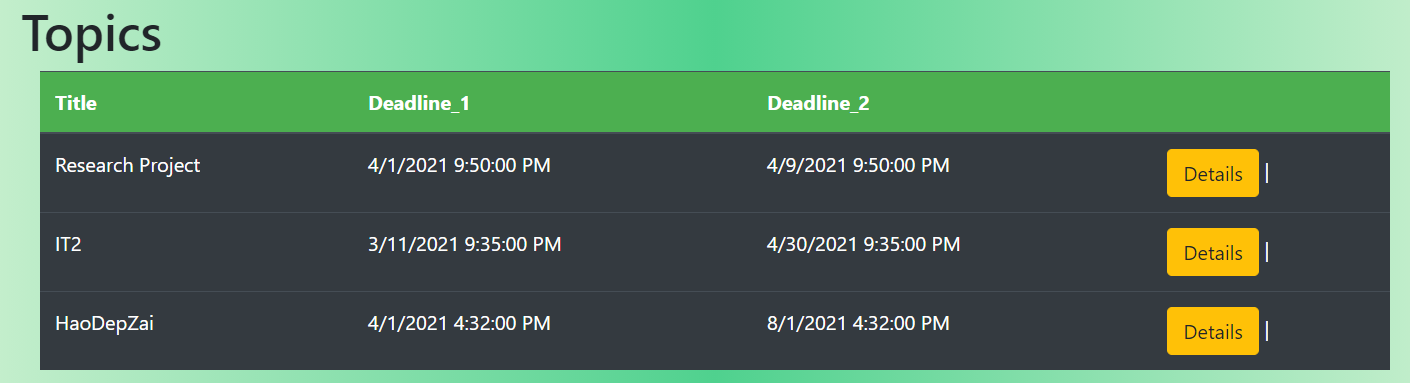 Topics
Title Deadline_1 Deadline_2
Research Project 4/1/2021 9:50:00 PM 4/9/2021 9:50:00 PM Details |
IT2 3/11/2021 9:35:00 PM 4/30/2021 9:35:00 PM Details |
HaoDepZai 4/1/2021 4:32:00 PM 8/1/2021 4:32:00 PM Details |